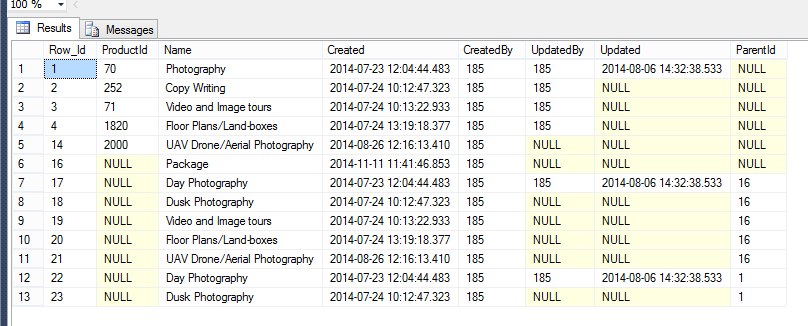 100 %
Results Messages
Row_Id ProductId Name Created CreatedBy UpdatedBy Updated ParentId
1 1 70 Photography 2014-07-23 12:04:44.483 185 185 2014-08-06 14:32:38.533 NULL
2 2 252 Copy Writing 2014-07-24 10:12:47.323 185 185 NULL NULL
3 3 71 Video and Image tours 2014-07-24 10:13:22.933 185 185 NULL NULL
4 4 1820 Floor Plans/Land-boxes 2014-07-24 13:19:18.377 185 185 NULL NULL
5 14 2000 UAV Drone/Aerial Photography 2014-08-26 12:16:13.410 185 NULL NULL NULL
6 16 NULL Package 2014-11-11 11:41:46.853 185 NULL NULL NULL
7 17 NULL Day Photography 2014-07-23 12:04:44.483 185 185 2014-08-06 14:32:38.533 16
8 18 NULL Dusk Photography 2014-07-24 10:12:47.323 185 NULL NULL 16
9 19 NULL Video and Image tours 2014-07-24 10:13:22.933 185 NULL NULL 16
10 20 NULL Floor Plans/Land-boxes 2014-07-24 13:19:18.377 185 NULL NULL 16
11 21 NULL UAV Drone/Aerial Photography 2014-08-26 12:16:13.410 185 NULL NULL 16
12 22 NULL Day Photography 2014-07-23 12:04:44.483 185 185 2014-08-06 14:32:38.533 1
13 23 NULL Dusk Photography 2014-07-24 10:12:47.323 185 NULL NULL 1